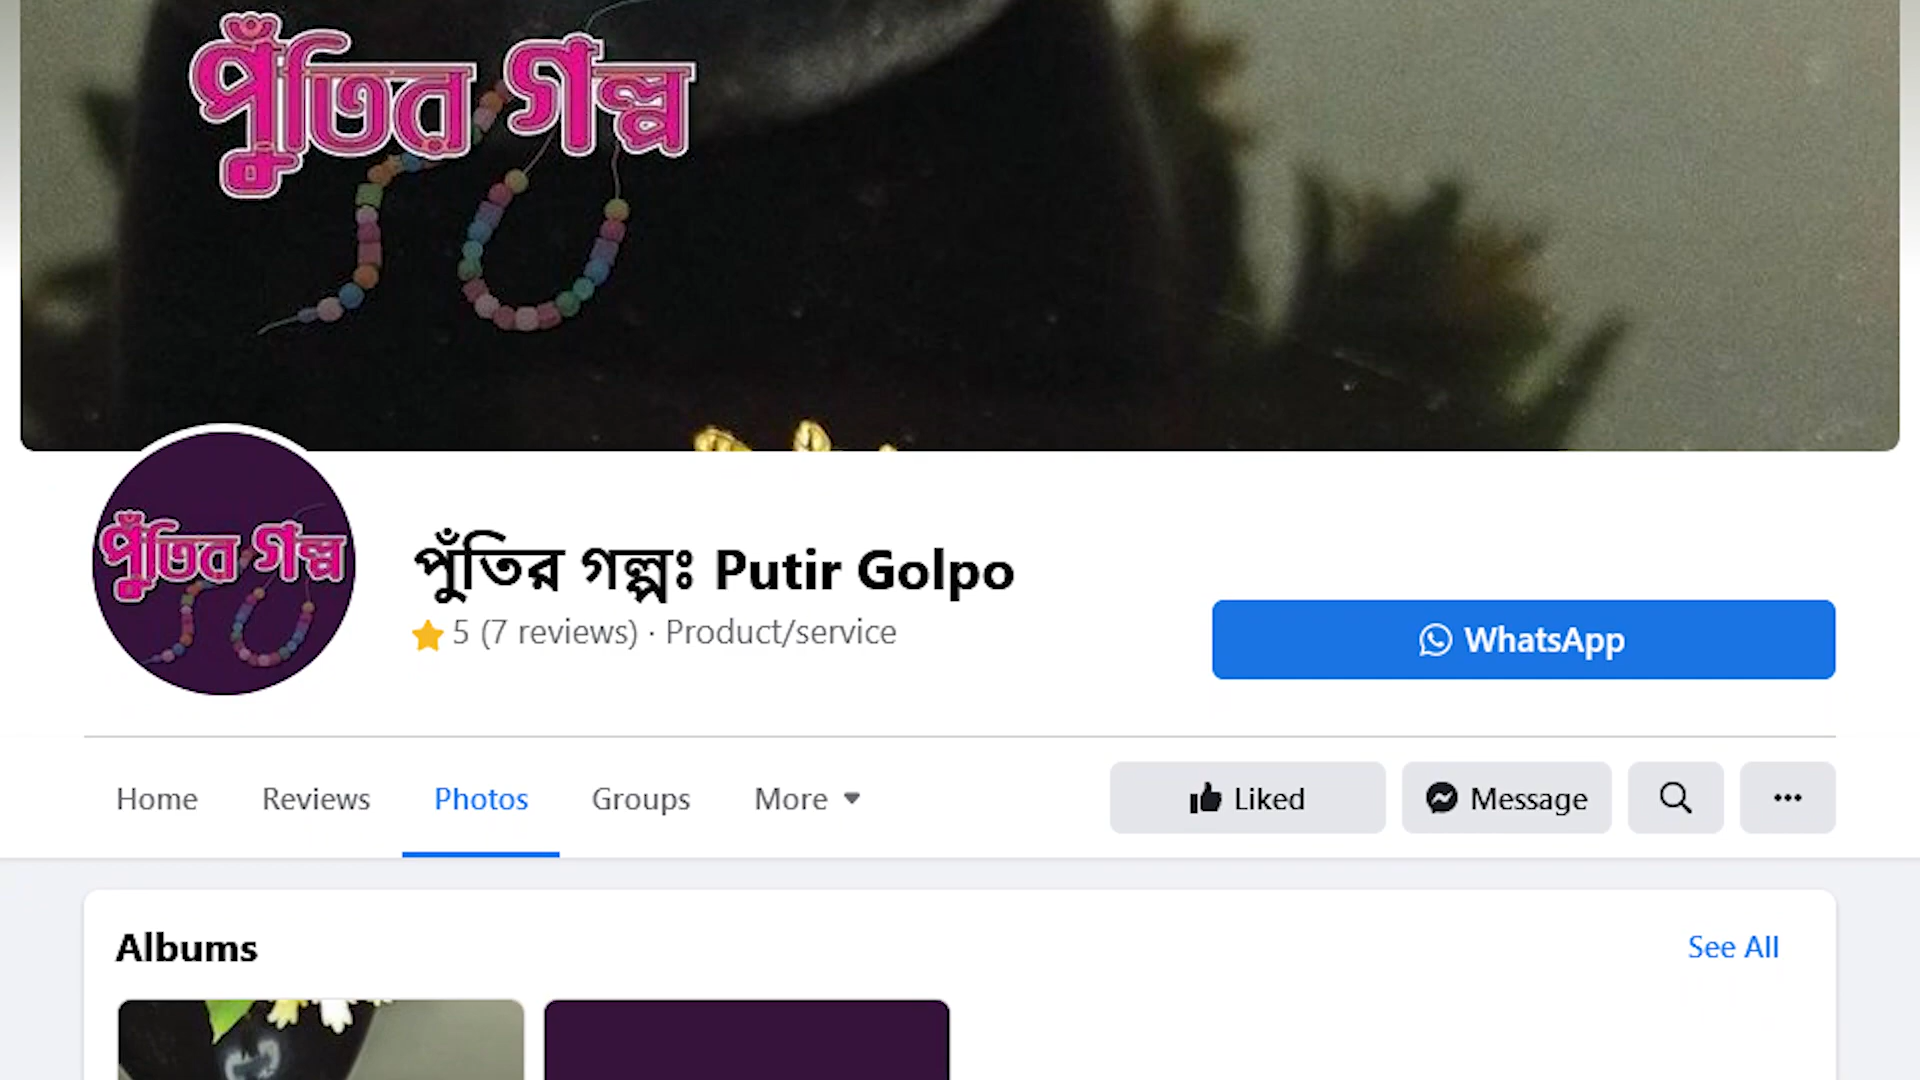 পুঁতির গল্প
পুঁতির গল্প
পুঁতির গল্পঃ Putir Golpo
5 (7 reviews) · Product/service
WhatsApp
Home Reviews Photos Groups More
Liked Message
Albums
See All